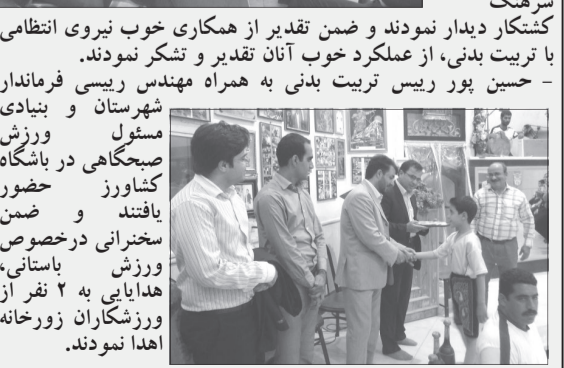 سرهنگ
کشتکار دیدار نمودند و ضمن تقدیر از همکاری خوب نیروی انتظامی
با تربیت بدنی، از عملکرد خوب آنان تقدیر و تشکر نمودند.
- حسین پور رییس تربیت بدنی به همراه مهندس رییسی فرماندار
شهرستان و بنیادی
مسئول ورزش
صبحگاهی در باشگاه
کشاورز حضور
یافتند و ضمن
سخنرانی درخصوص
ورزش باستانی،
هدایایی به ۲ نفر از
ورزشکاران زورخانه
اهدا نمودند.